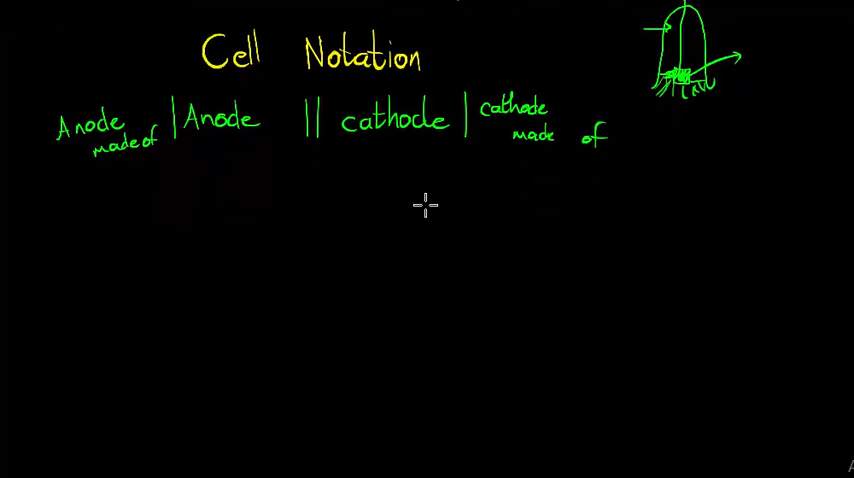 Cell Notation
Anode made of | Anode || cathode | cathode made of